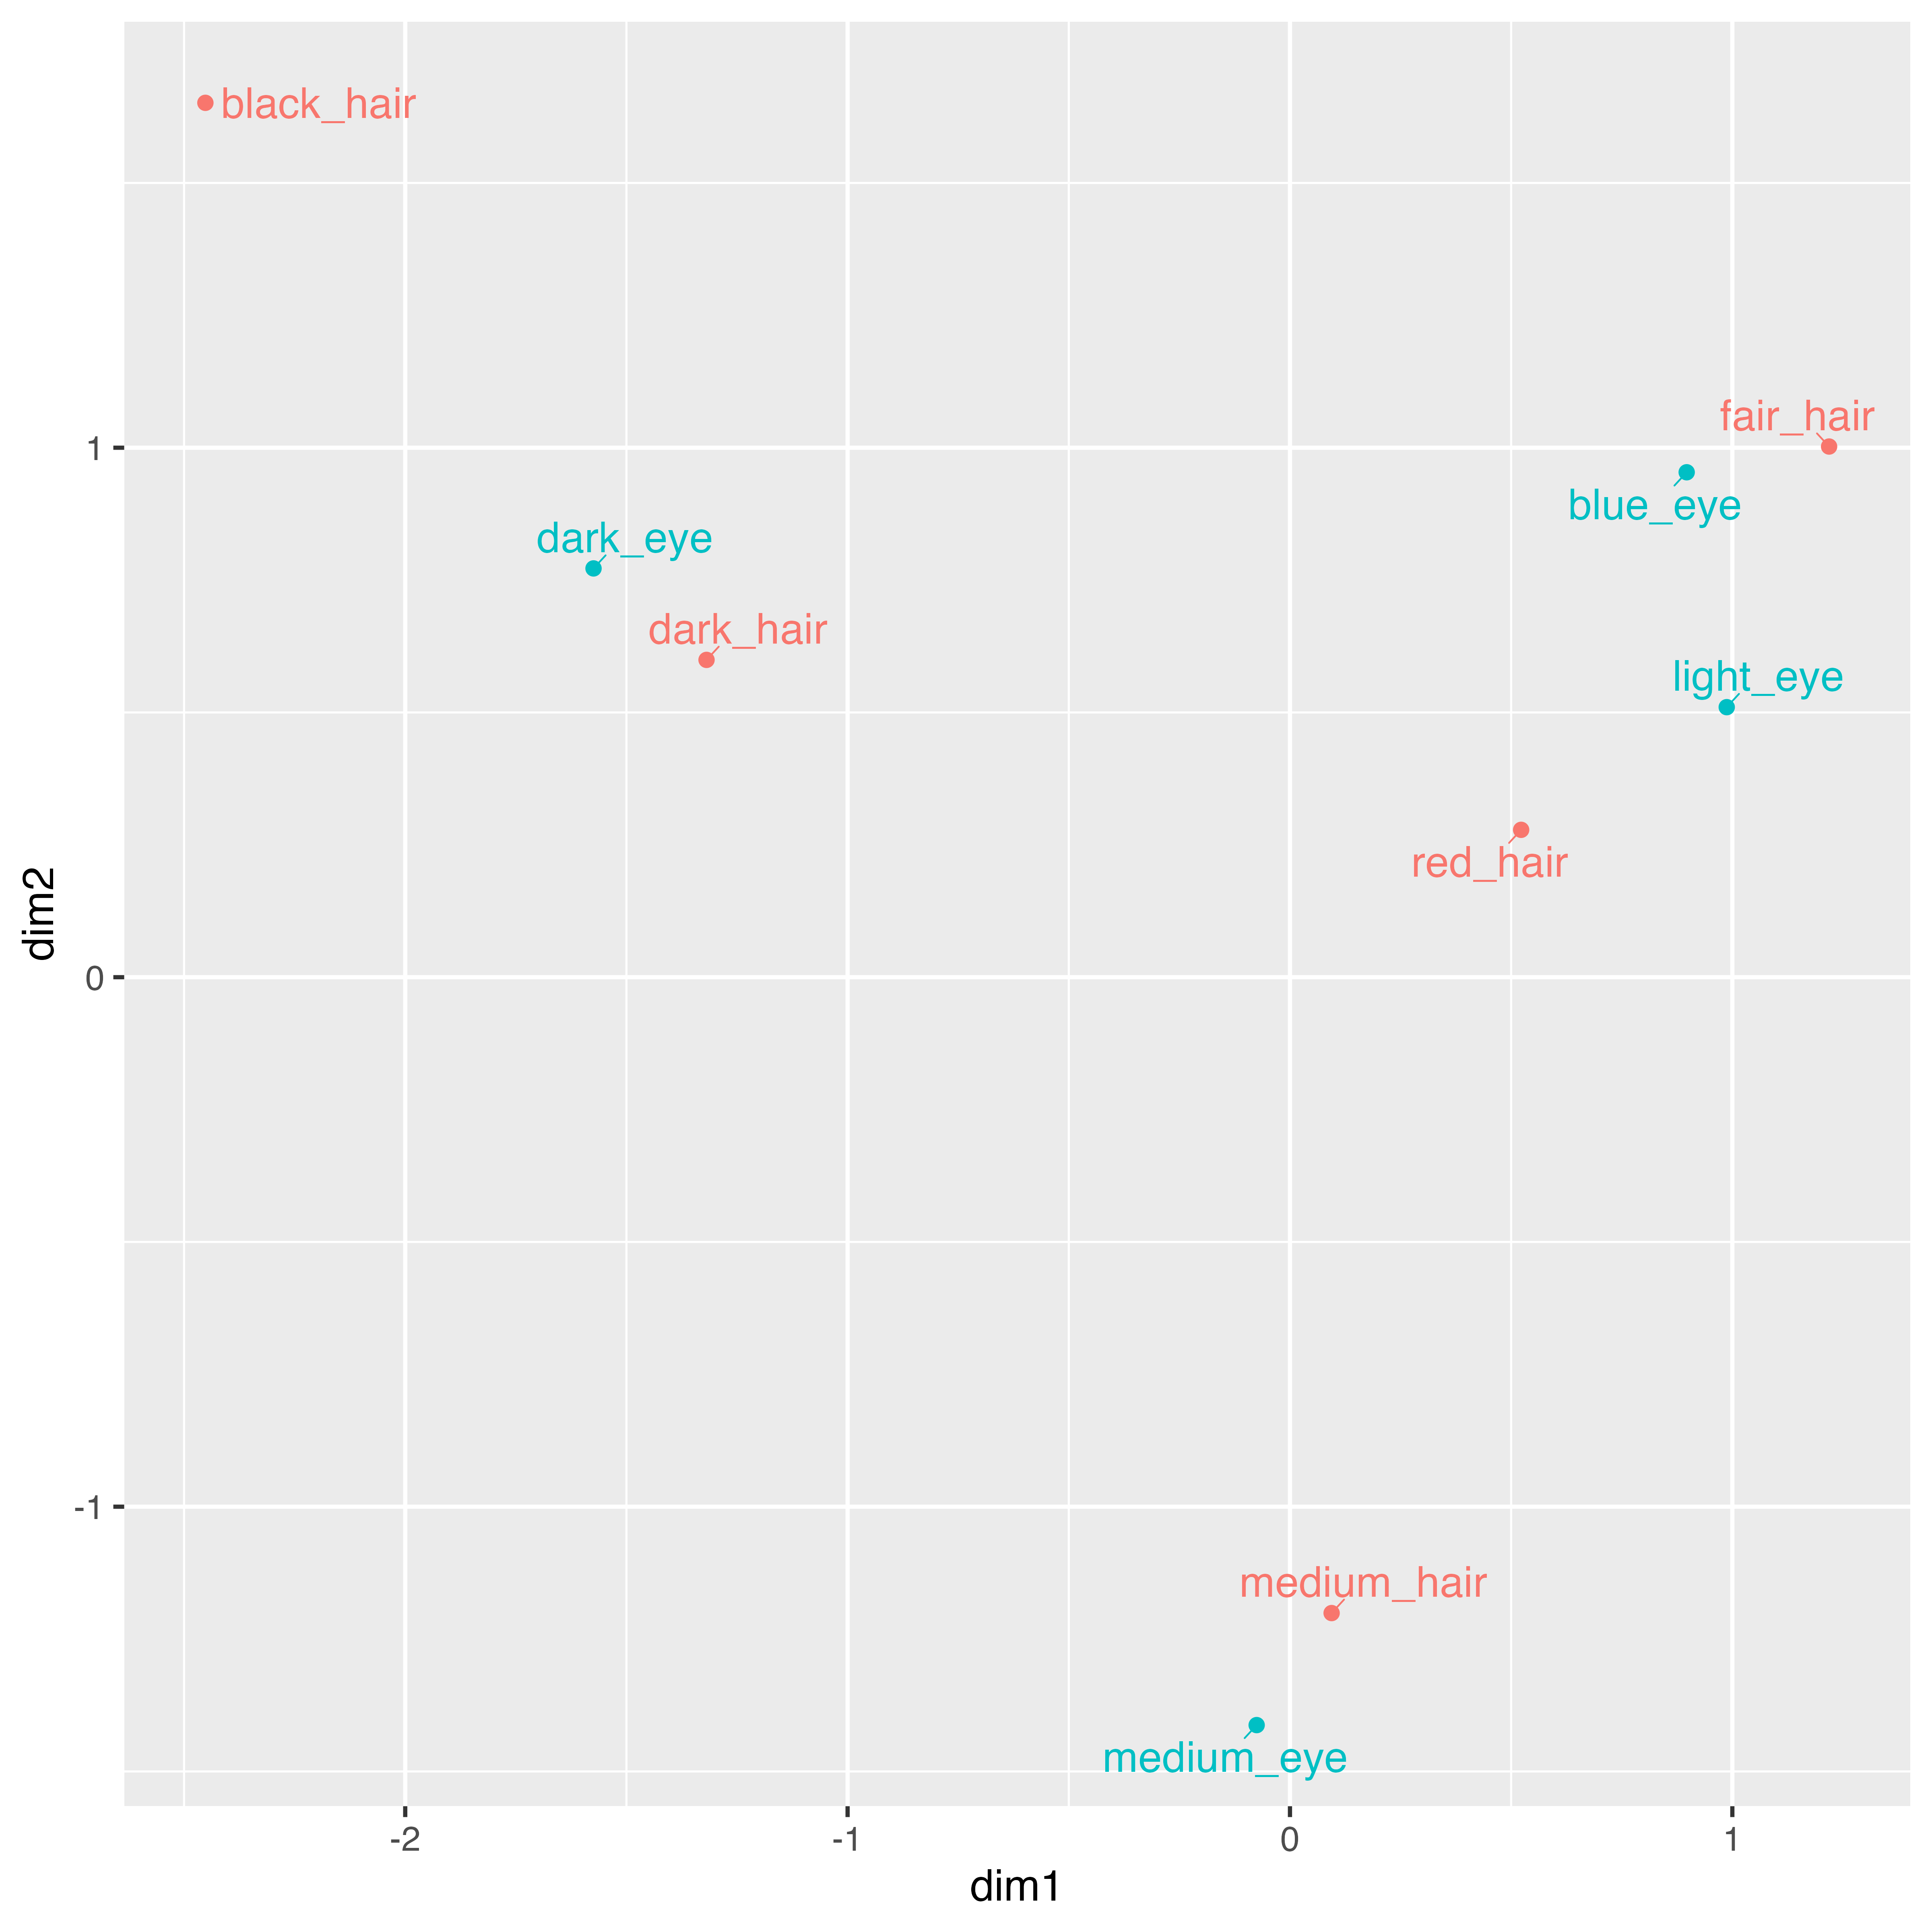 black_hair
fair_hair
1
blue_eye
dark_eye
dark_hair
light_eye
red_hair
dim2
0
-1
medium_hair
medium_eye
-2
-1
0
1
dim1